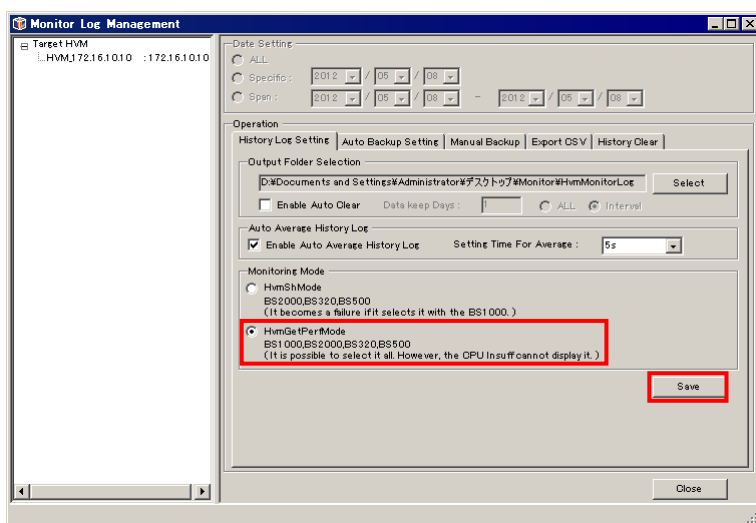 Monitor Log Management
Target HVM
HVM_172.16.10.10 : 172.16.10.10
Date Setting
ALL
Specific : 2012 / 05 / 08
Span : 2012 / 05 / 08 - 2012 / 05 / 08
Operation
History Log Setting Auto Backup Setting Manual Backup Export CSV History Clear
Output Folder Selection
D:¥Documents and Settings¥Administrator¥デスクトップ¥Monitor¥HvmMonitorLog Select
Enable Auto Clear Data keep Days : 1 ALL Interval
Auto Average History Log
Enable Auto Average History Log Setting Time For Average : 5s
Monitoring Mode
HvmShMode
BS2000,BS320,BS500
(It becomes a failure if it selects it with the BS1000.)
HvmGetPerfMode
BS1000,BS2000,BS320,BS500
(It is possible to select it all. However, the CPU Insuff cannot display it.)
Save
Close